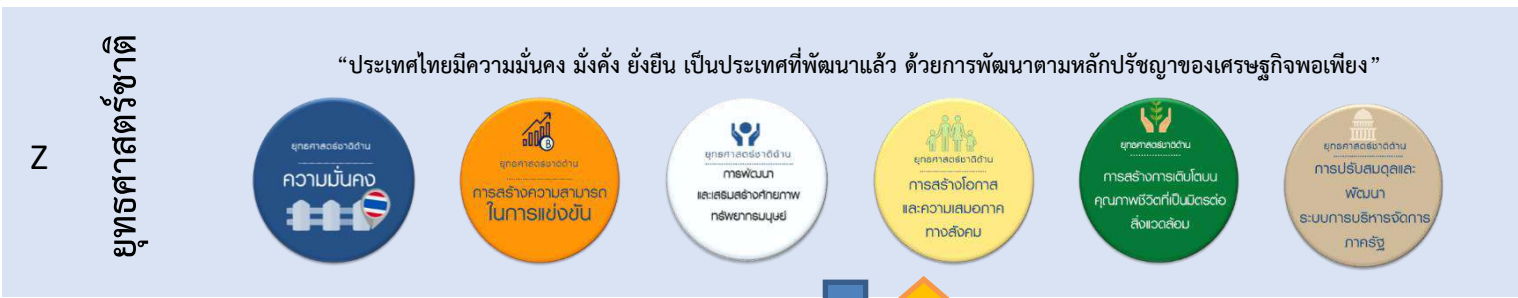 Z
ยุทธศาสตร์ชาติ
“ประเทศไทยมีความมั่นคง มั่งคั่ง ยั่งยืน เป็นประเทศที่พัฒนาแล้ว ด้วยการพัฒนาตามหลักปรัชญาของเศรษฐกิจพอเพียง”
ยุทธศาสตร์ชาติด้าน
ความมั่นคง
ยุทธศาสตร์ชาติด้าน
การสร้างความสามารถ
ในการแข่งขัน
ยุทธศาสตร์ชาติด้าน
การพัฒนา
และเสริมสร้างศักยภาพ
ทรัพยากรมนุษย์
ยุทธศาสตร์ชาติด้าน
การสร้างโอกาส
และความเสมอภาค
ทางสังคม
ยุทธศาสตร์ชาติด้าน
การสร้างการเติบโตบน
คุณภาพชีวิตที่เป็นมิตรต่อ
สิ่งแวดล้อม
ยุทธศาสตร์ชาติด้าน
การปรับสมดุลและ
พัฒนา
ระบบการบริหารจัดการ
ภาครัฐ